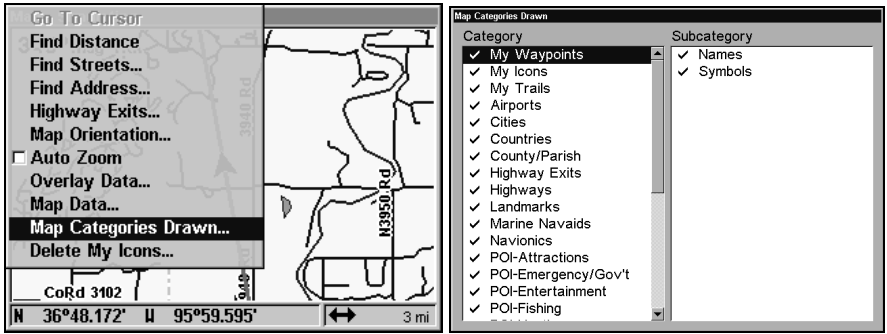 Go To Cursor
Find Distance
Find Streets...
Find Address...
Highway Exits...
Map Orientation...
Auto Zoom
Overlay Data...
Map Data...
Map Categories Drawn...
Delete My Icons...
3940 Rd
N3950 Rd
CoRd 3102
N 36°48.172' W 95°59.595' 3 mi
Map Categories Drawn
Category Subcategory
My Waypoints Names
My Icons Symbols
My Trails
Airports
Cities
Countries
County/Parish
Highway Exits
Highways
Landmarks
Marine Navaids
Navionics
POI-Attractions
POI-Emergency/Gov't
POI-Entertainment
POI-Fishing